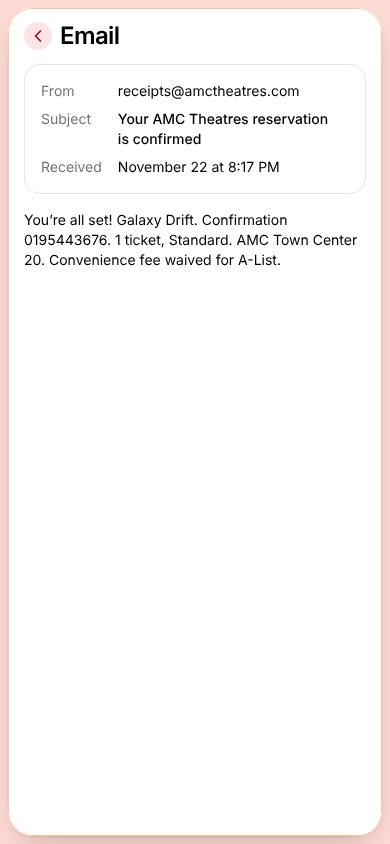 Email
From receipts@amctheatres.com
Subject Your AMC Theatres reservation
is confirmed
Received November 22 at 8:17 PM
You’re all set! Galaxy Drift. Confirmation
0195443676. 1 ticket, Standard. AMC Town Center
20. Convenience fee waived for A-List.